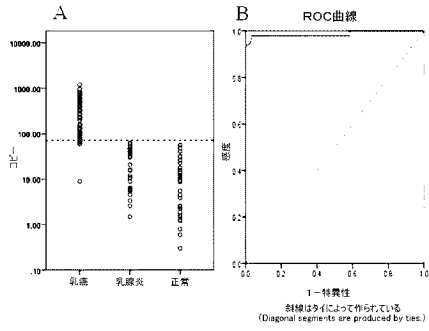 A
10000.00
1000.00
100.00
10.00
1.00
.10
コピー
乳癌
乳腺炎
正常
B
ROC曲線
1.0
0.8
0.6
0.4
0.2
0.0
感度
0.0
0.2
0.4
0.6
0.8
1.0
1－特異性
斜線はタイによって作られている
(Diagonal segments are produced by ties.)